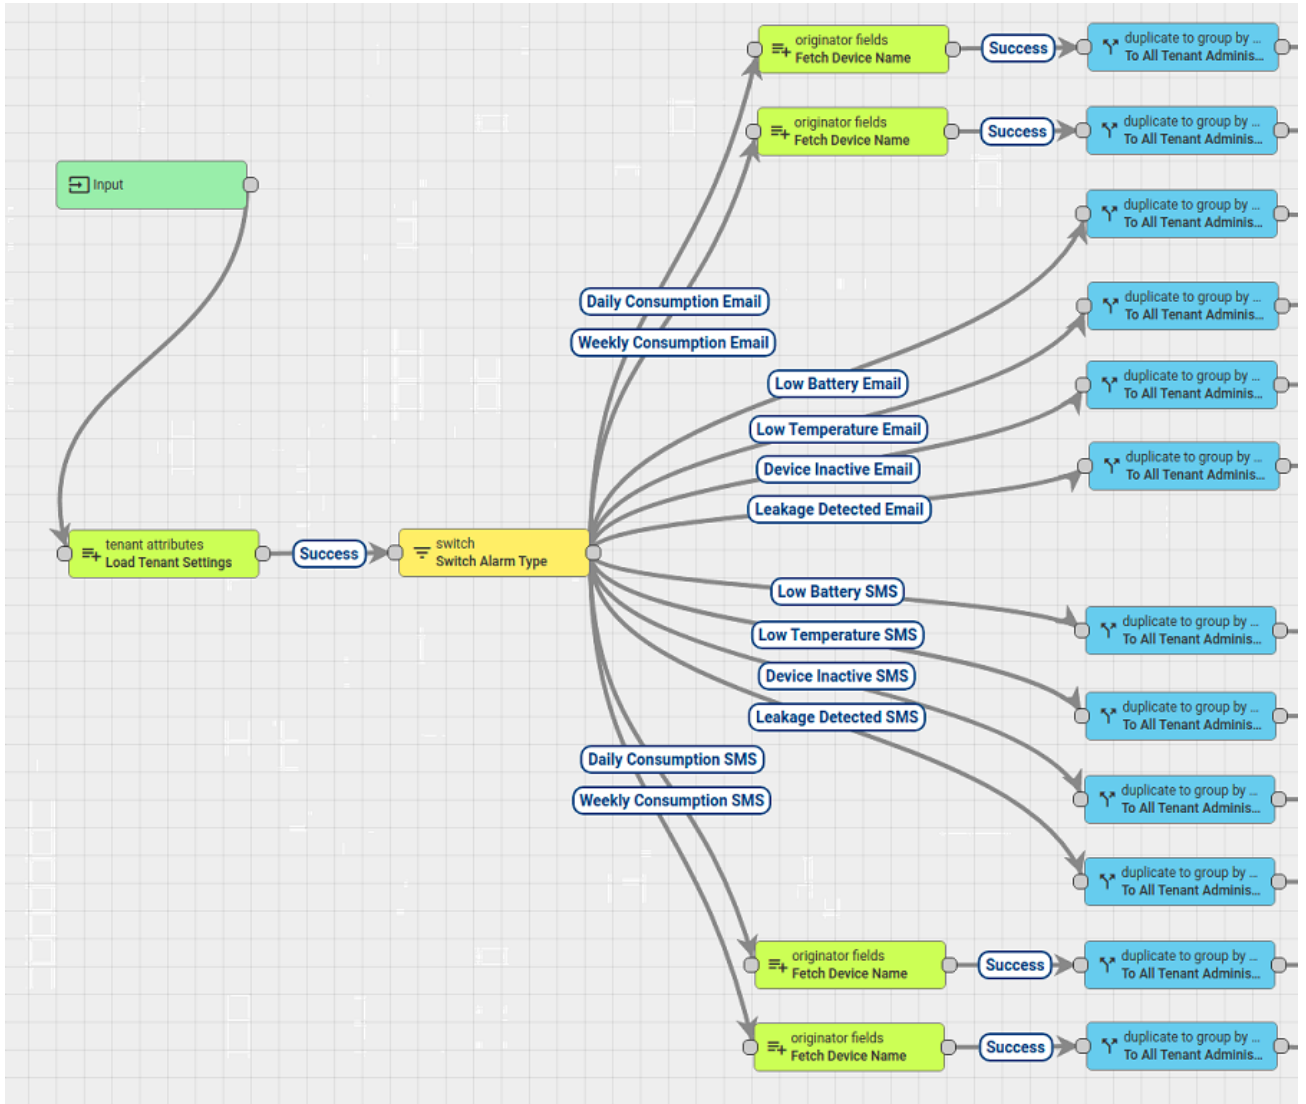 originator fields
Fetch Device Name
Success
duplicate to group by ...
To All Tenant Adminis...
originator fields
Fetch Device Name
Success
duplicate to group by ...
To All Tenant Adminis...
Input
duplicate to group by ...
To All Tenant Adminis...
Daily Consumption Email
duplicate to group by ...
To All Tenant Adminis...
Weekly Consumption Email
Low Battery Email
duplicate to group by ...
To All Tenant Adminis...
Low Temperature Email
Device Inactive Email
duplicate to group by ...
To All Tenant Adminis...
Leakage Detected Email
tenant attributes
Load Tenant Settings
Success
switch
Switch Alarm Type
Low Battery SMS
duplicate to group by ...
To All Tenant Adminis...
Low Temperature SMS
Device Inactive SMS
duplicate to group by ...
To All Tenant Adminis...
Leakage Detected SMS
Daily Consumption SMS
Weekly Consumption SMS
duplicate to group by ...
To All Tenant Adminis...
duplicate to group by ...
To All Tenant Adminis...
originator fields
Fetch Device Name
Success
duplicate to group by ...
To All Tenant Adminis...
originator fields
Fetch Device Name
Success
duplicate to group by ...
To All Tenant Adminis...